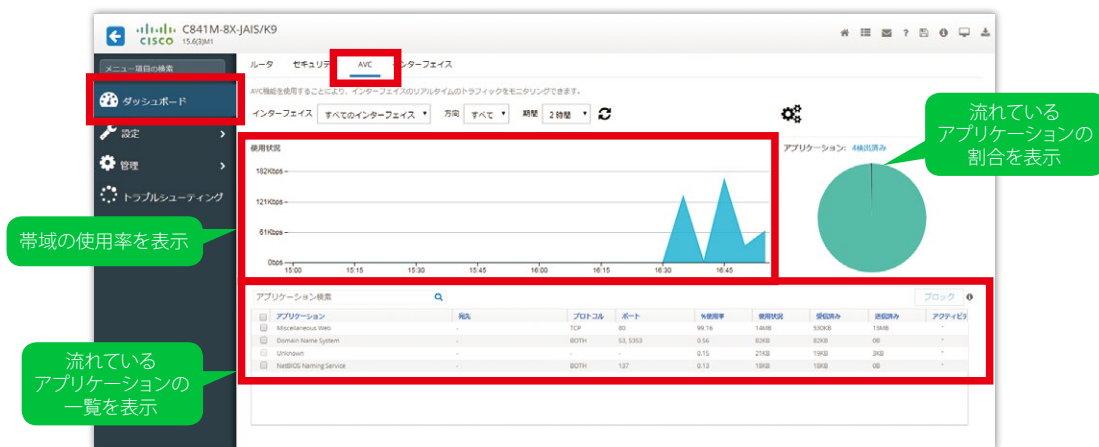 C841M-8X-JAIS/K9
CISCO 15.6(3)M1
メニュー項目の検索
ダッシュボード
設定
管理
トラブルシューティング
ルータ セキュリテ AVC ンターフェイス
AVC機能を使用することにより、インターフェイスのリアルタイムのトラフィックをモニタリングできます。
インターフェイス すべてのインターフェイス 方向 すべて 期間 2 時間
使用状況
182Kbps
121Kbps
61Kbps
0bps
15:00 15:15 15:30 15:45 16:00 16:15 16:30 16:45
アプリケーション: 4検出済み
流れている
アプリケーションの
割合を表示
帯域の使用率を表示
アプリケーション検索 ブロック
アプリケーション 宛先 プロトコル ポート %使用率 使用状況 受信済み 送信済み アクティビラ
Miscellaneous Web - TCP 80 99.16 14MB 530KB 13MB -
Domain Name System - BOTH 53, 5353 0.56 82KB 82KB 0B -
Unknown - - - 0.15 21KB 19KB 3KB -
NetBIOS Naming Service - BOTH 137 0.13 18KB 18KB 0B -
流れている
アプリケーションの
一覧を表示